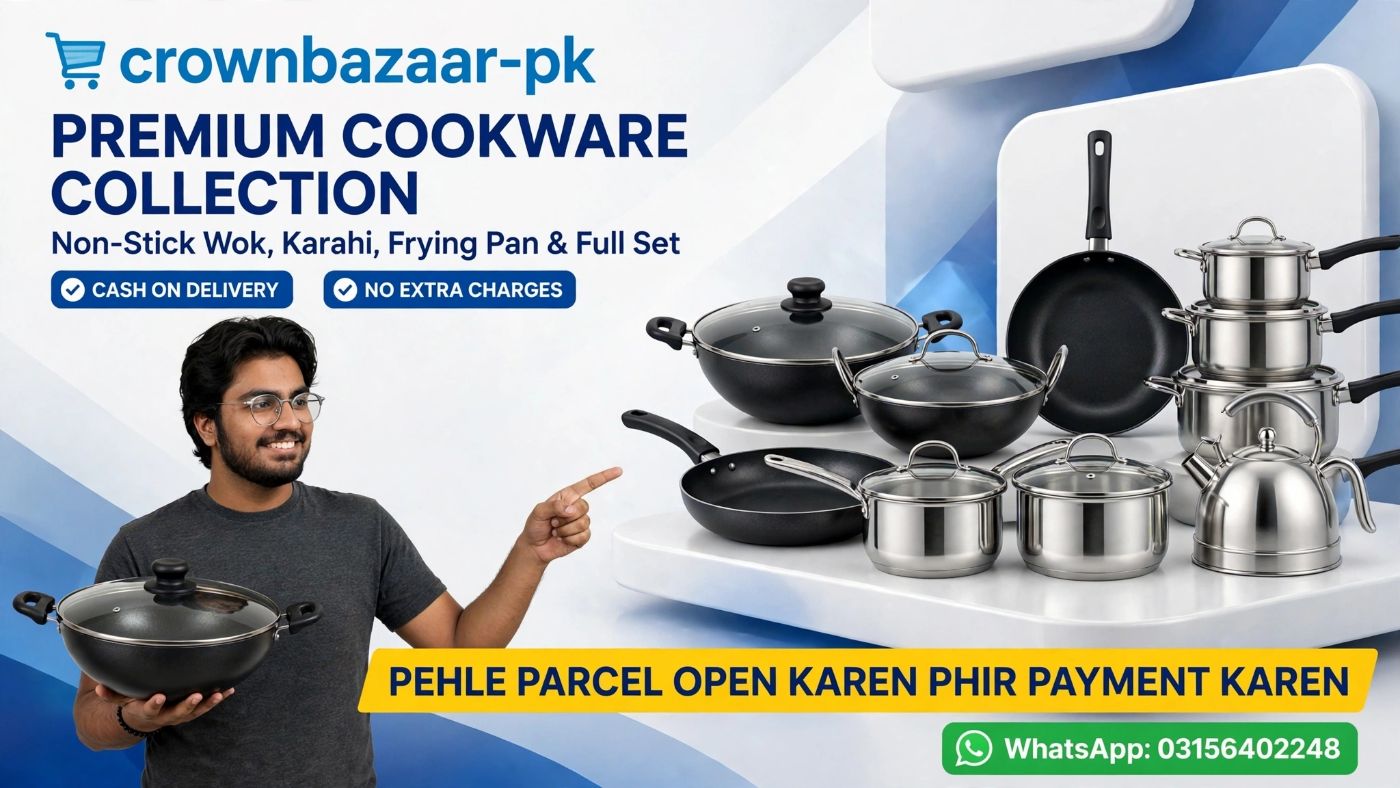 crownbazaar-pk
PREMIUM COOKWARE
COLLECTION
Non-Stick Wok, Karahi, Frying Pan & Full Set
CASH ON DELIVERY
NO EXTRA CHARGES
PEHLE PARCEL OPEN KAREN PHIR PAYMENT KAREN
WhatsApp: 03156402248